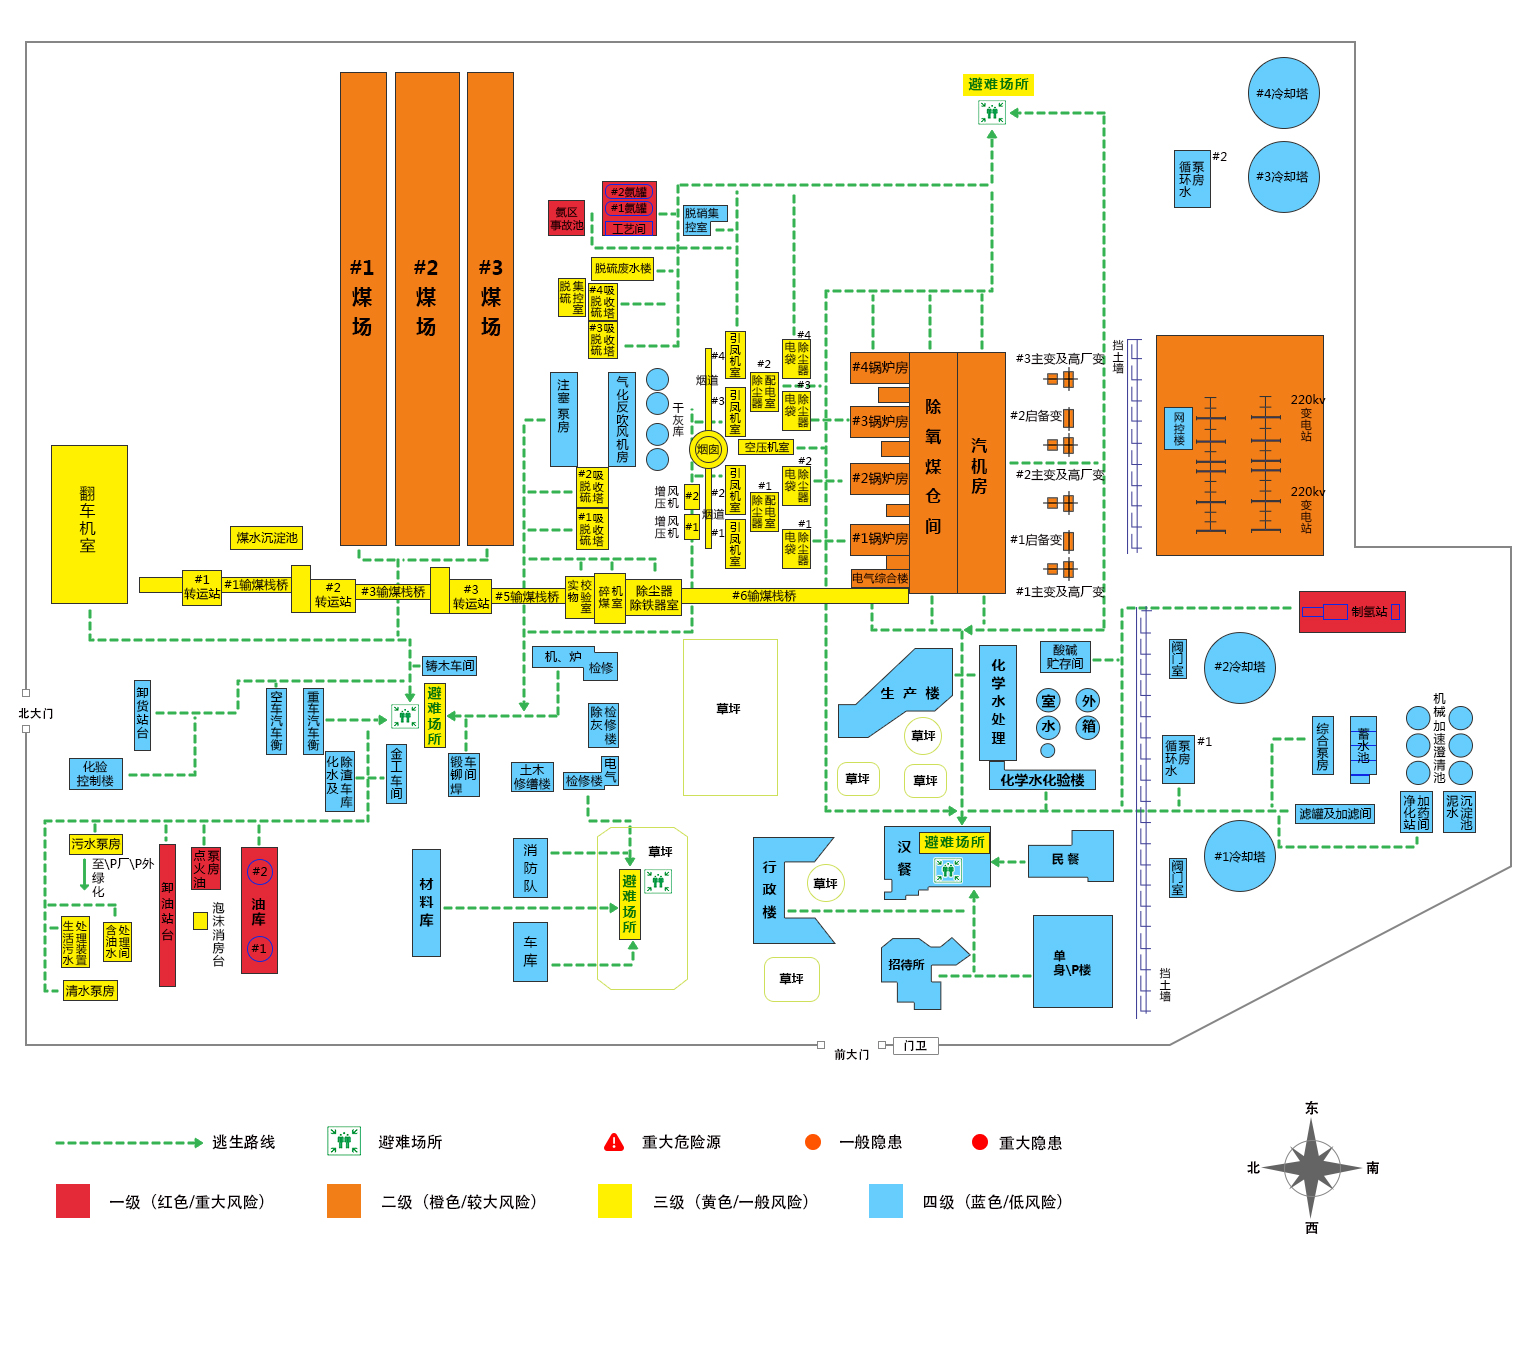 避难场所
#4冷却塔
#2
循环水泵房
#3冷却塔
#2氨罐
#1氨罐
工艺间
氨区
事故池
脱硝集
控室
#1
煤
场
#2
煤
场
#3
煤
场
脱硫废水楼
脱硫集控室
#4吸收塔脱硫
#3吸收塔脱硫
引风机室
#4
烟道
#3
引风机室
#2
除尘器配电室
#4
电袋除尘器
#3
电袋除尘器
注塞泵房
气化反吹风机房
干灰库
烟囱
空压机室
#2吸收塔脱硫
#1吸收塔脱硫
增压风机
#2
增压风机
#1
引风机室
#2
烟道
#1
引风机室
#1
除尘器配电室
#2
电袋除尘器
#1
电袋除尘器
#4锅炉房
#3锅炉房
#2锅炉房
#1锅炉房
电气综合楼
除氧煤仓间
汽机房
#3主变及高厂变
#2启备变
#2主变及高厂变
#1启备变
#1主变及高厂变
挡土墙
网控楼
220kv
变电站
220kv
变电站
翻车机室
煤水沉淀池
#1
转运站
#1输煤栈桥
#2
转运站
#3输煤栈桥
#3
转运站
#5输煤栈桥
实物校验室
碎煤机室
除尘器
除铁器室
#6输煤栈桥
制氢站
北大门
卸货站台
空车汽车衡
重车汽车衡
铸木车间
避难场所
机、炉
检修
草坪
生产楼
化学水处理
酸碱
贮存间
室
外
水
箱
阀门室
#2冷却塔
机械加速澄清池
化验
控制楼
化水及除渣车库
金工车间
锻铆焊车间
除灰检修楼
土木
修缮楼
检修楼
电气
草坪
草坪
草坪
化学水化验楼
循环水泵房
#1
综合泵房
蓄水池
滤罐及加滤间
净化站加药间
泥水沉淀池
污水泵房
至\P厂\P外
绿
化
点火油泵房
卸油站台
泡沫消房台
#2
油库
#1
生活污水处理装置
含油水处理间
清水泵房
材料库
消防队
车库
草坪
避难场所
行政楼
草坪
草坪
汉餐
避难场所
民餐
招待所
单
身\P楼
#1冷却塔
阀门室
挡土墙
前大门
门卫
逃生路线
避难场所
重大危险源
一般隐患
重大隐患
一级（红色/重大风险）
二级（橙色/较大风险）
三级（黄色/一般风险）
四级（蓝色/低风险）
东
北
南
西